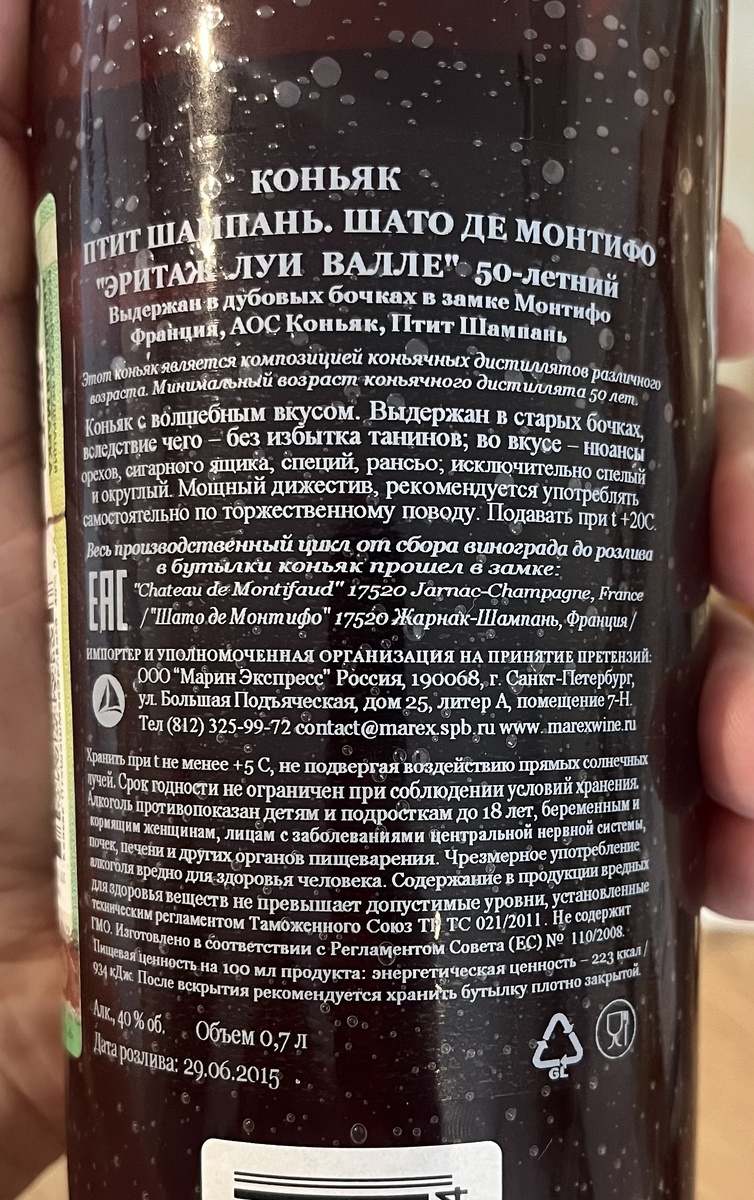 КОНЬЯК
ПТИТ ШАМПАНЬ. ШАТО ДЕ МОНТИФО
"ЭРИТАЖ ЛУИ ВАЛЛЕ" 50-летний
Выдержан в дубовых бочках в замке Монтифо
Франция, АОС Коньяк, Птит Шампань
Этот коньяк является композицией коньячных дистиллятов различного
возраста. Минимальный возраст коньячного дистиллята 50 лет.
Коньяк с волшебным вкусом. Выдержан в старых бочках,
вследствие чего – без избытка танинов; во вкусе – нюансы
орехов, сигарного ящика, специй, рансьо; исключительно спелый
и округлый. Мощный дижестив, рекомендуется употреблять
самостоятельно по торжественному поводу. Подавать при t +20C.
Весь производственный цикл от сбора винограда до розлива
в бутылки коньяк прошел в замке:
EAC "Chateau de Montifaud" 17520 Jarnac-Champagne, France
/"Шато де Монтифо" 17520 Жарнак-Шампань, Франция/
ИМПОРТЕР И УПОЛНОМОЧЕННАЯ ОРГАНИЗАЦИЯ НА ПРИНЯТИЕ ПРЕТЕНЗИЙ:
ООО "Марин Экспресс" Россия, 190068, г. Санкт-Петербург,
ул. Большая Подъяческая, дом 25, литер А, помещение 7-Н.
Тел (812) 325-99-72 contact@marex.spb.ru www. marexwine.ru
Хранить при t не менее +5 С, не подвергая воздействию прямых солнечных
лучей. Срок годности не ограничен при соблюдении условий хранения.
Алкоголь противопоказан детям и подросткам до 18 лет, беременным и
кормящим женщинам, лицам с заболеваниями центральной нервной системы,
почек, печени и других органов пищеварения. Чрезмерное употребление
алкоголя вредно для здоровья человека. Содержание в продукции вредных
для здоровья веществ не превышает допустимые уровни, установленные
техническим регламентом Таможенного Союз ТР ТС 021/2011. Не содержит
ГМО. Изготовлено в соответствии с Регламентом Совета (ЕС) № 110/2008.
Пищевая ценность на 100 мл продукта: энергетическая ценность – 223 ккал /
934 кДж. После вскрытия рекомендуется хранить бутылку плотно закрытой.
Алк., 40 % об. Объем 0,7 л
Дата розлива: 29.06.2015
GL
4